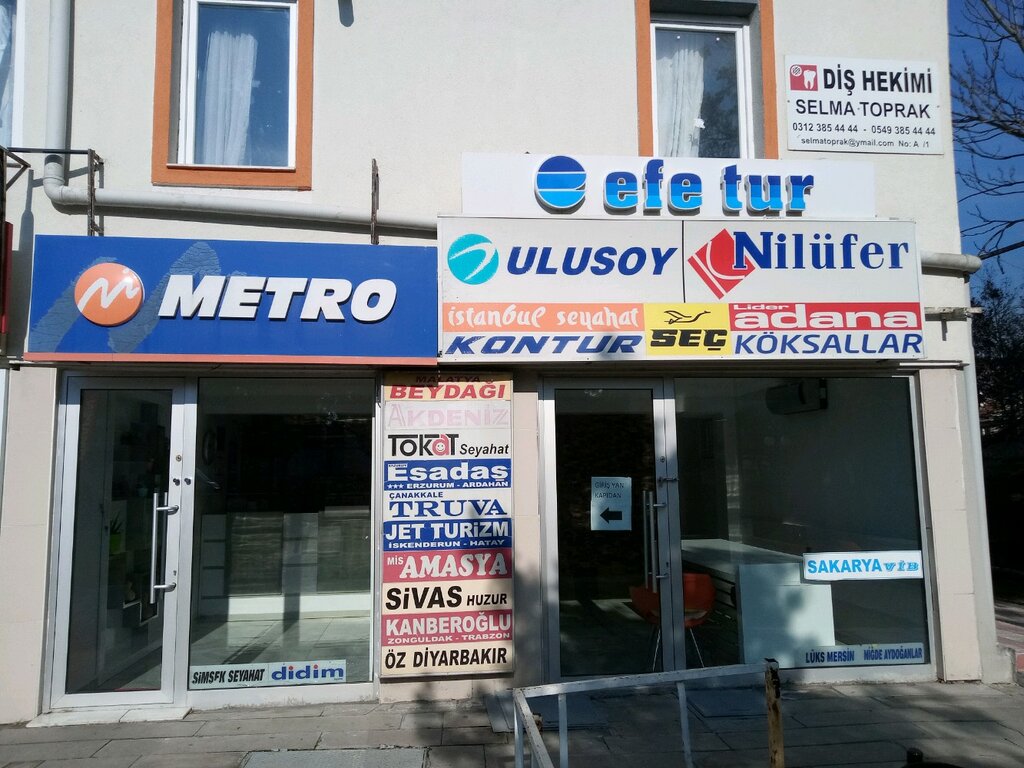 DİŞ HEKİMİ
SELMA TOPRAK
0312 385 44 44 - 0549 385 44 44
selmatoprak@ymail.com No: A /1
efe tur
ULUSOY
Nilüfer
METRO
istanbul seyahat
SEÇ
Lider
adana
KONTUR
KÖKSALLAR
MALATYA
BEYDAĞI
AKDENİZ
TOKAT Seyahat
Esadaş
*** ERZURUM - ARDAHAN
ÇANAKKALE
TRUVA
JET TURİZM
İSKENDERUN - HATAY
MİS AMASYA
SİVAS HUZUR
KANBEROĞLU
ZONGULDAK - TRABZON
ÖZ DİYARBAKIR
GİRİŞ YAN
KAPIDAN
SAKARYA VİB
LÜKS MERSİN NİĞDE AYDOĞANLAR
ŞİMŞEK SEYAHAT didim